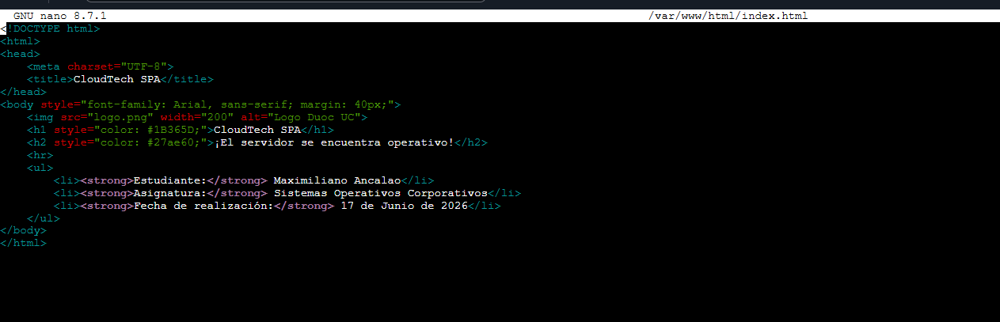 GNU nano 8.7.1 /var/www/html/index.html
<!DOCTYPE html>
<html>
<head>
    <meta charset="UTF-8">
    <title>CloudTech SPA</title>
</head>
<body style="font-family: Arial, sans-serif; margin: 40px;">
    <img src="logo.png" width="200" alt="Logo Duoc UC">
    <h1 style="color: #1B365D;">CloudTech SPA</h1>
    <h2 style="color: #27ae60;">¡El servidor se encuentra operativo!</h2>
    <hr>
    <ul>
        <li><strong>Estudiante:</strong> Maximiliano Ancalao</li>
        <li><strong>Asignatura:</strong> Sistemas Operativos Corporativos</li>
        <li><strong>Fecha de realización:</strong> 17 de Junio de 2026</li>
    </ul>
</body>
</html>